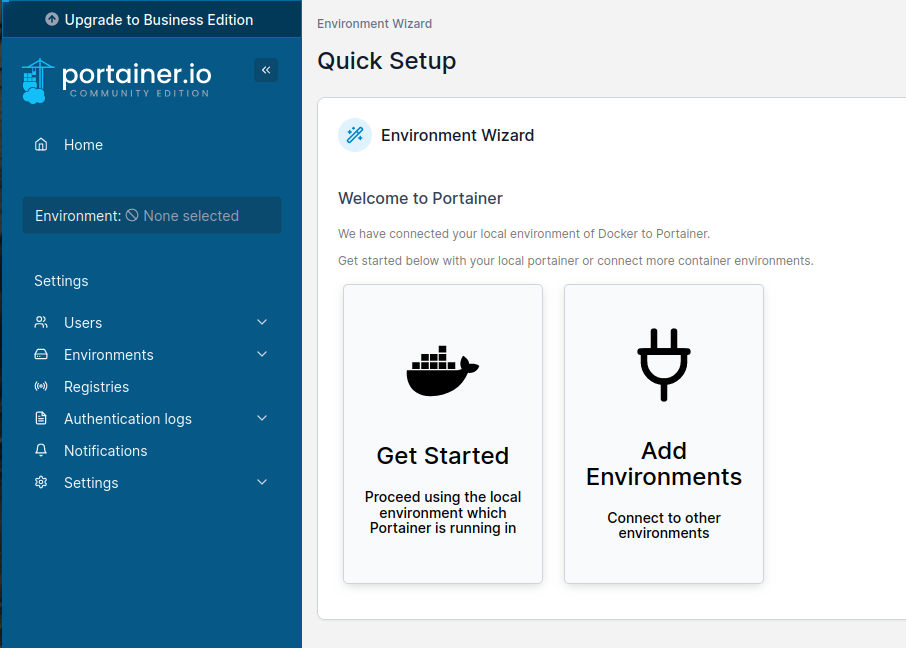 Upgrade to Business Edition
portainer.io
COMMUNITY EDITION
Home
Environment: None selected
Settings
Users
Environments
Registries
Authentication logs
Notifications
Settings
Environment Wizard
Quick Setup
Environment Wizard
Welcome to Portainer
We have connected your local environment of Docker to Portainer.
Get started below with your local portainer or connect more container environments.
Get Started
Proceed using the local
environment which
Portainer is running in
Add
Environments
Connect to other
environments